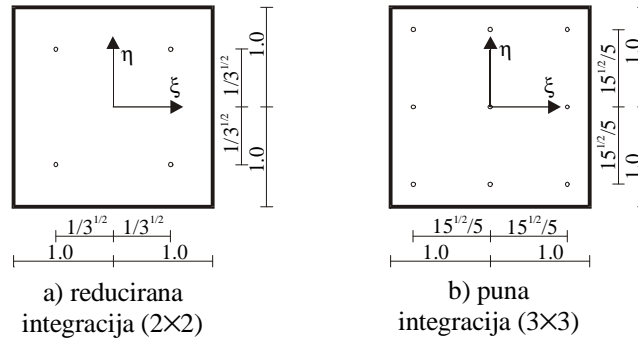 η
ξ
1/3^{1/2}
1/3^{1/2}
1.0
1.0
1/3^{1/2} 1/3^{1/2}
1.0 1.0
a) reducirana
integracija (2×2)
η
ξ
15^{1/2}/5
15^{1/2}/5
1.0
1.0
15^{1/2}/5 15^{1/2}/5
1.0 1.0
b) puna
integracija (3×3)